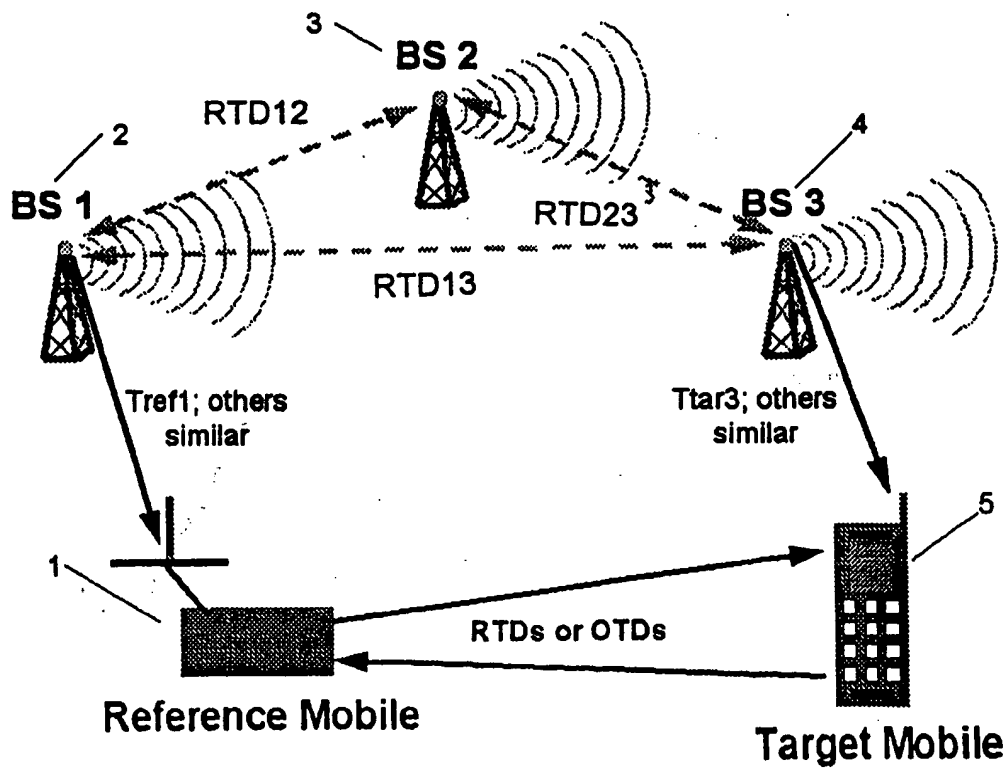 3
BS 2
RTD12
2
4
BS 1
BS 3
RTD23
RTD13
Tref1; others
similar
Ttar3; others
similar
5
1
RTDs or OTDs
Reference Mobile
Target Mobile